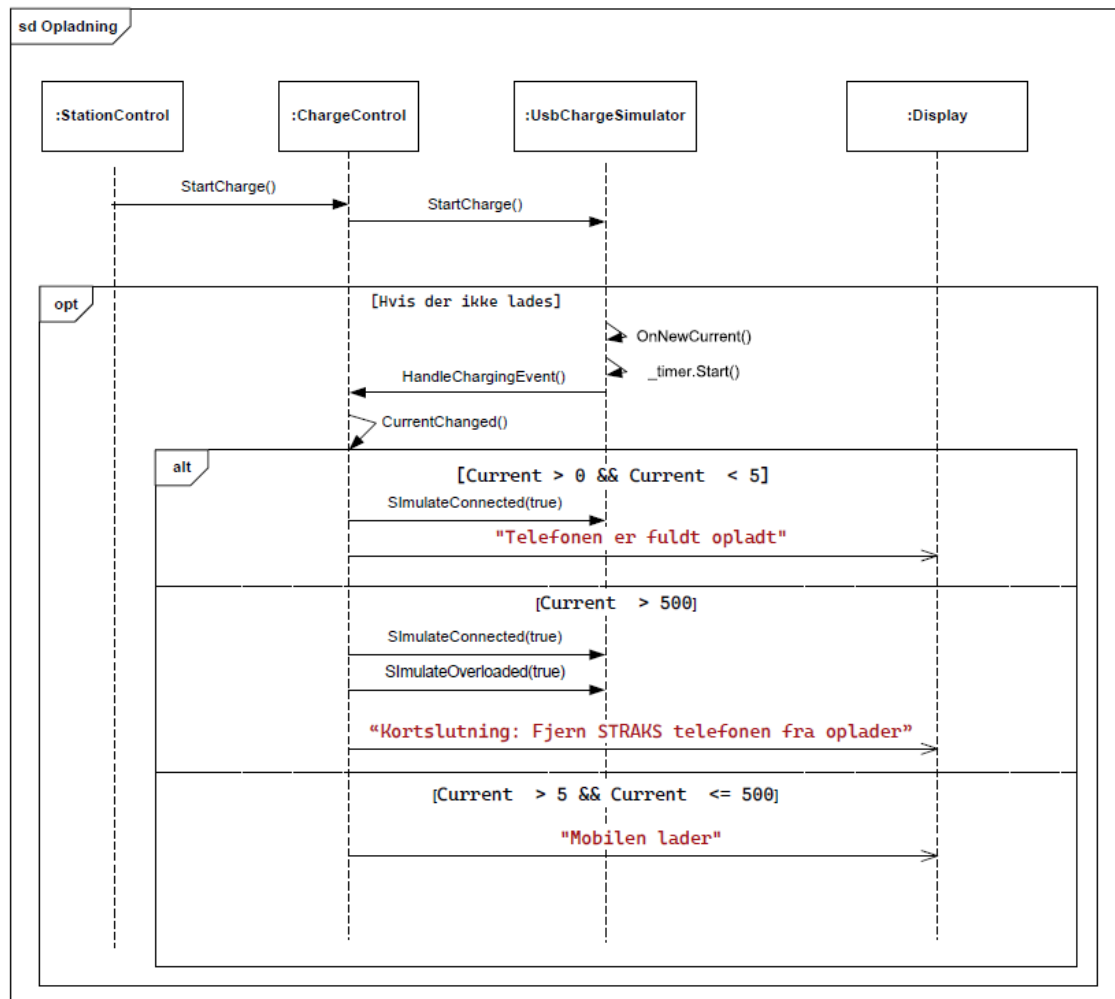 sd Opladning
:StationControl
:ChargeControl
:UsbChargeSimulator
:Display
StartCharge()
StartCharge()
opt
[Hvis der ikke lades]
OnNewCurrent()
_timer.Start()
HandleChargingEvent()
CurrentChanged()
alt
[Current > 0 && Current < 5]
SImulateConnected(true)
"Telefonen er fuldt opladt"
[Current > 500]
SImulateConnected(true)
SImulateOverloaded(true)
“Kortslutning: Fjern STRAKS telefonen fra oplader”
[Current > 5 && Current <= 500]
"Mobilen lader"